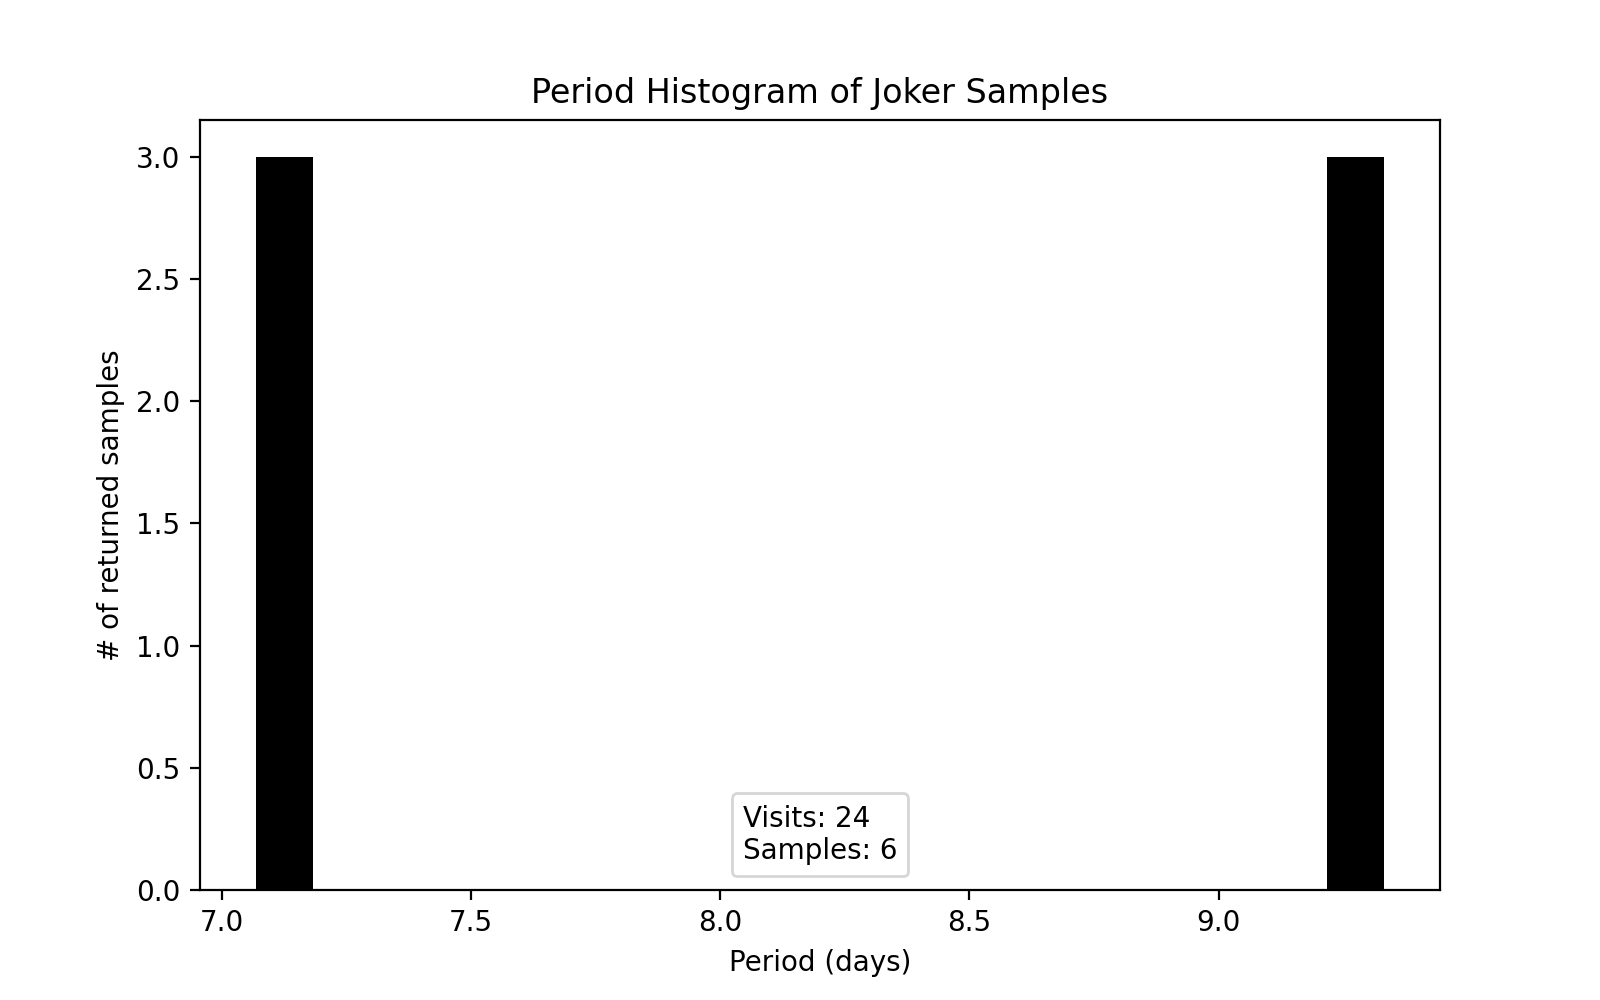 Period Histogram of Joker Samples
3.0
2.5
2.0
1.5
1.0
0.5
0.0
# of returned samples
Visits: 24
Samples: 6
7.0 7.5 8.0 8.5 9.0
Period (days)